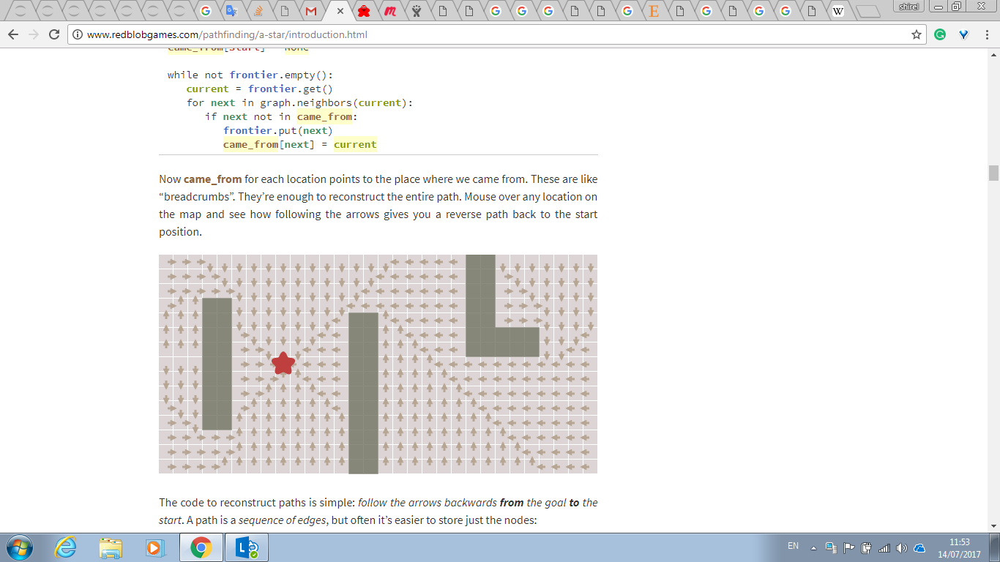 shirel
www.redblobgames.com/pathfinding/a-star/introduction.html
came_from[start] = None
while not frontier.empty():
current = frontier.get()
for next in graph.neighbors(current):
if next not in came_from:
frontier.put(next)
came_from[next] = current
Now came_from for each location points to the place where we came from. These are like
“breadcrumbs”. They’re enough to reconstruct the entire path. Mouse over any location on
the map and see how following the arrows gives you a reverse path back to the start
position.
The code to reconstruct paths is simple: follow the arrows backwards from the goal to the
start. A path is a sequence of edges, but often it’s easier to store just the nodes:
EN
11:53
14/07/2017